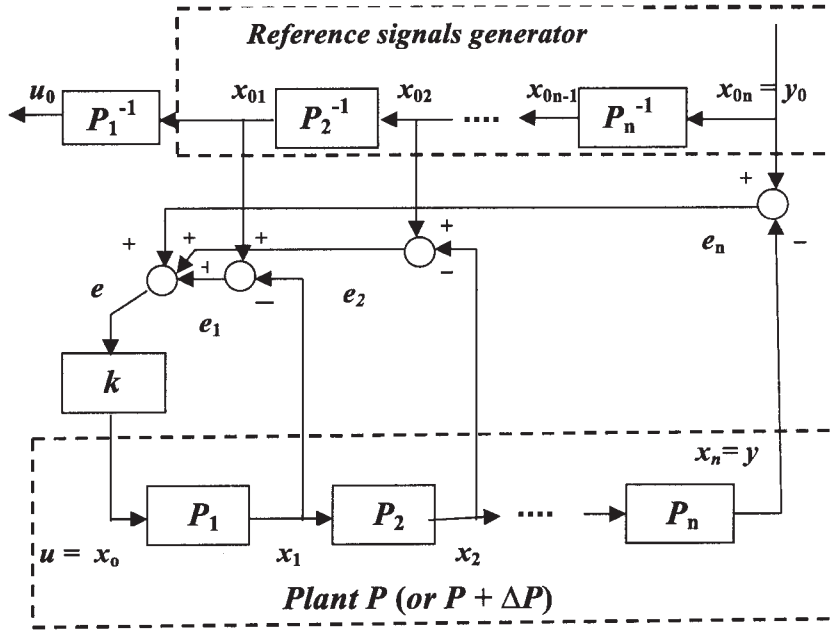 Reference signals generator
u₀ P₁⁻¹ x₀₁ P₂⁻¹ x₀₂ .... x₀ₙ₋₁ Pₙ⁻¹ x₀ₙ = y₀
+
+ + + + eₙ −
+ −
e e₁ − e₂
k
xₙ= y
P₁ P₂ .... Pₙ
u = xₒ x₁ x₂
Plant P (or P + ΔP)